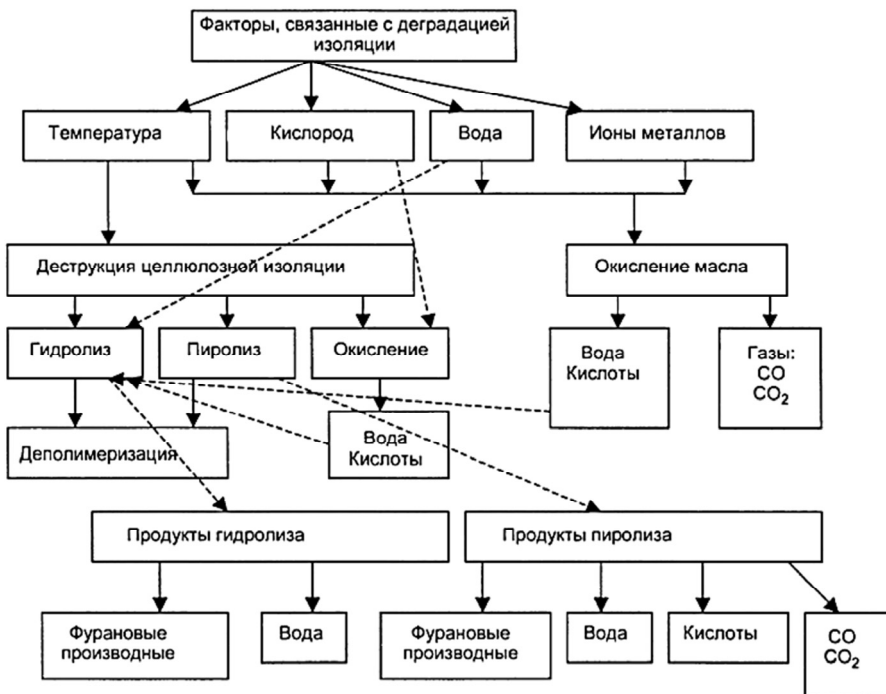 Факторы, связанные с деградацией
изоляции
Температура
Кислород
Вода
Ионы металлов
Деструкция целлюлозной изоляции
Окисление масла
Гидролиз
Пиролиз
Окисление
Вода
Кислоты
Газы:
CO
CO₂
Деполимеризация
Вода
Кислоты
Продукты гидролиза
Продукты пиролиза
Фурановые
производные
Вода
Фурановые
производные
Вода
Кислоты
CO
CO₂